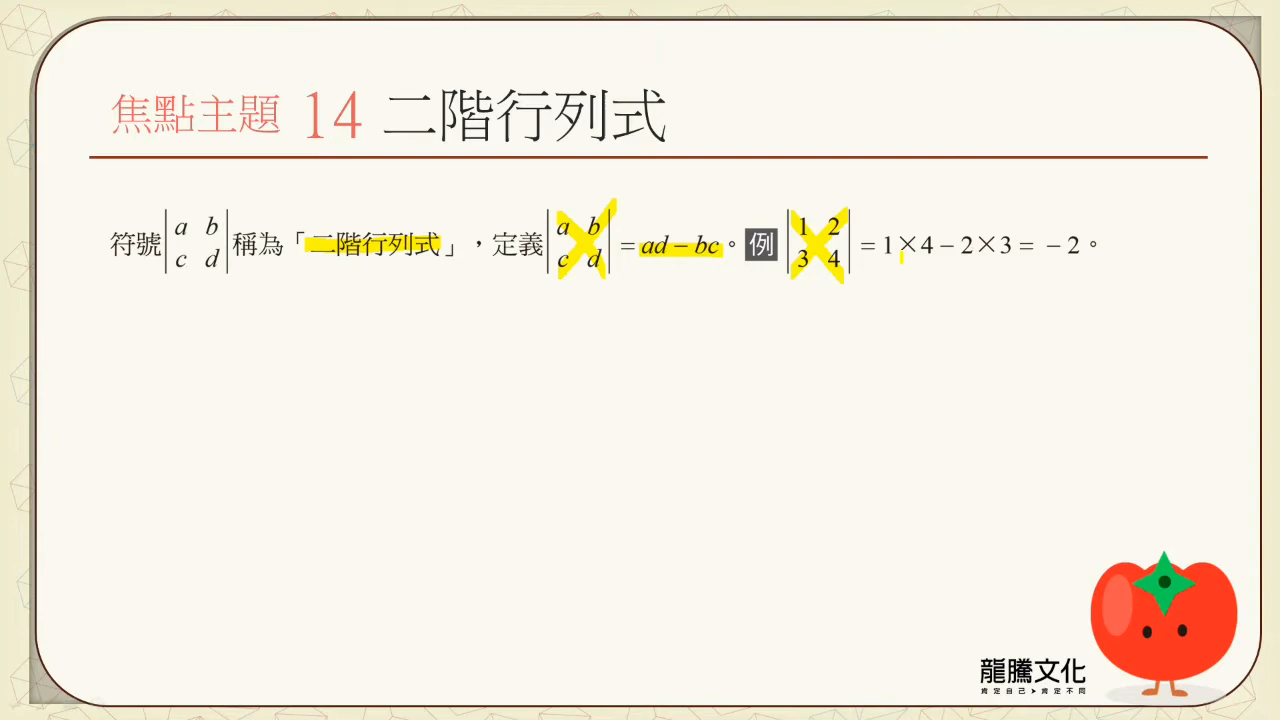 焦點主題 14 二階行列式
符號|a b c d|稱為「二階行列式」,定義|a b c d| = ad − bc。例 |1 2 3 4| = 1×4 − 2×3 = −2。
龍騰文化
肯定自己➤肯定不同